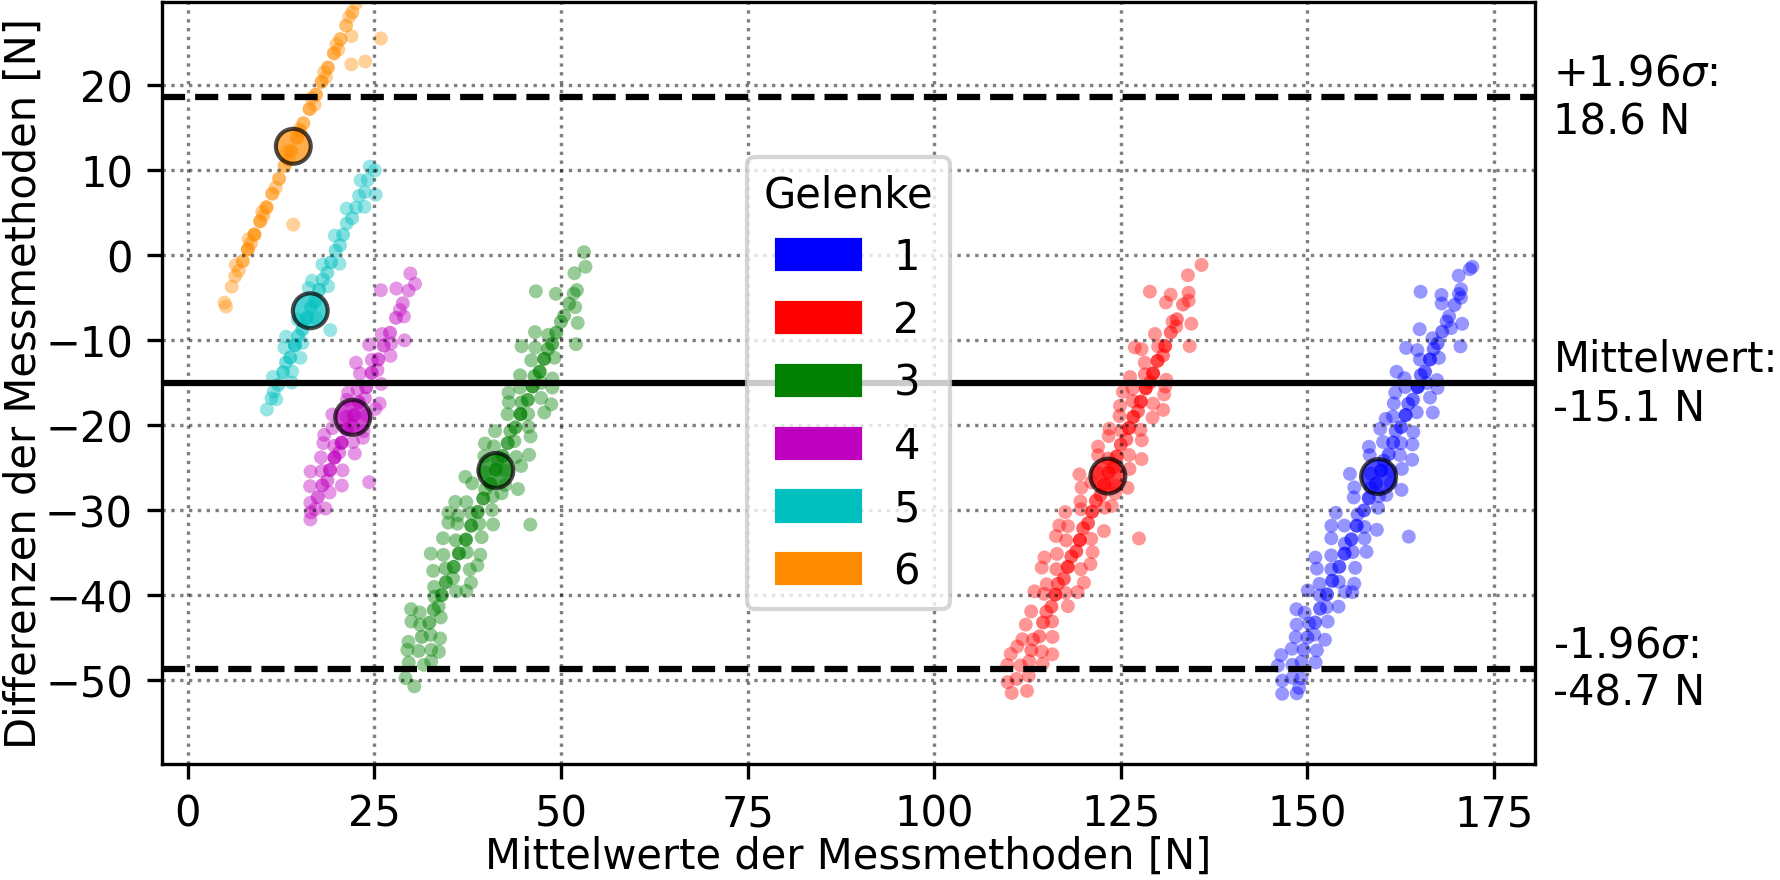 Differenzen der Messmethoden [N]
20
10
0
−10
−20
−30
−40
−50
Gelenke
1
2
3
4
5
6
+1.96σ:
18.6 N
Mittelwert:
-15.1 N
-1.96σ:
-48.7 N
0 25 50 75 100 125 150 175
Mittelwerte der Messmethoden [N]